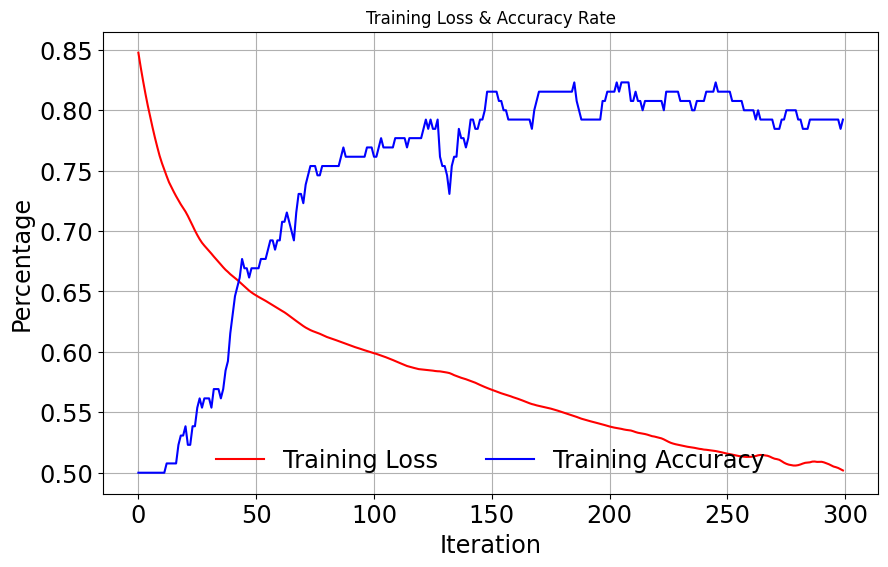 Training Loss & Accuracy Rate
Percentage
0.85
0.80
0.75
0.70
0.65
0.60
0.55
0.50
Training Loss Training Accuracy
0 50 100 150 200 250 300
Iteration